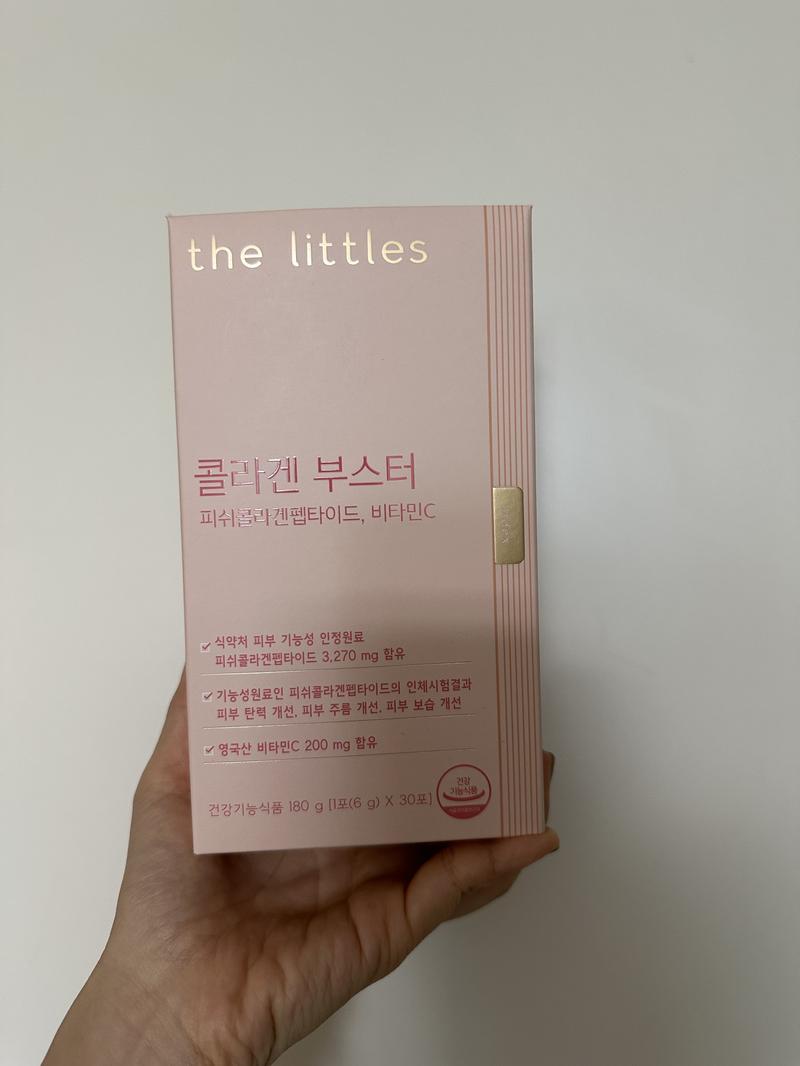 the littles
콜라겐 부스터
피쉬콜라겐펩타이드, 비타민C
식약처 피부 기능성 인정원료
피쉬콜라겐펩타이드 3,270 mg 함유
기능성원료인 피쉬콜라겐펩타이드의 인체시험결과
피부 탄력 개선, 피부 주름 개선, 피부 보습 개선
영국산 비타민C 200 mg 함유
건강기능식품 180 g [1포(6 g) X 30포]
건강
기능식품